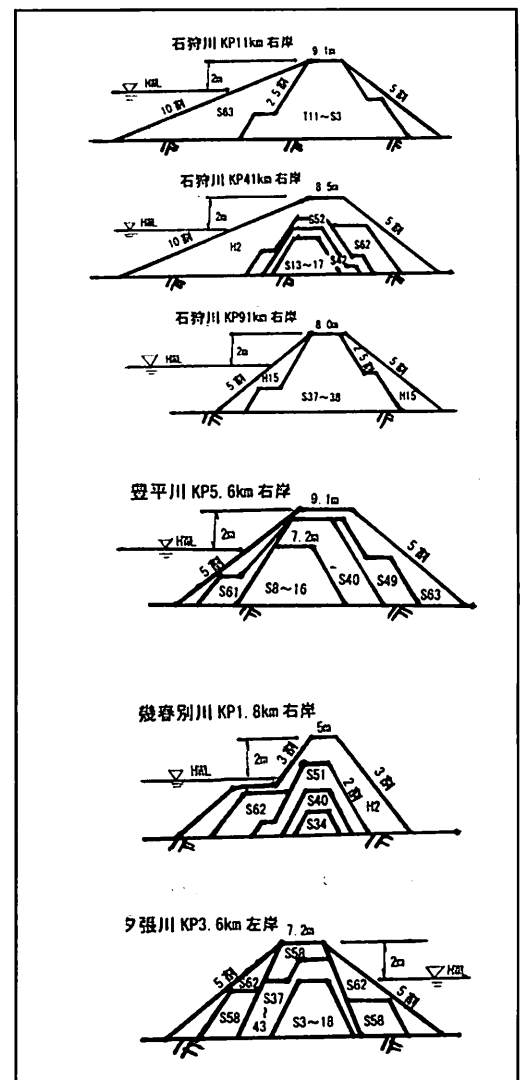 石狩川 KP11km 右岸
9.1m
2m
HWL
10割
S63
2.5割
T11～S3
5割
石狩川 KP41km 右岸
8.5m
2m
HWL
10割
H2
S52
S62
S42
S13～17
5割
石狩川 KP91km 右岸
8.0m
2m
HWL
5割
H15
2.5割
5割
S37～38
H15
豊平川 KP5.6km 右岸
9.1m
2m
HWL
7.2m
5割
5割
S61
S8～16
S40
S49
S63
幾春別川 KP1.8km 右岸
5m
2m
3割
HWL
S51
3割
2割
S62
S40
H2
S34
夕張川 KP3.6km 左岸
7.2m
2m
S58
HWL
5割
S62
S37
～
43
S62
5割
S58
S3～18
S58